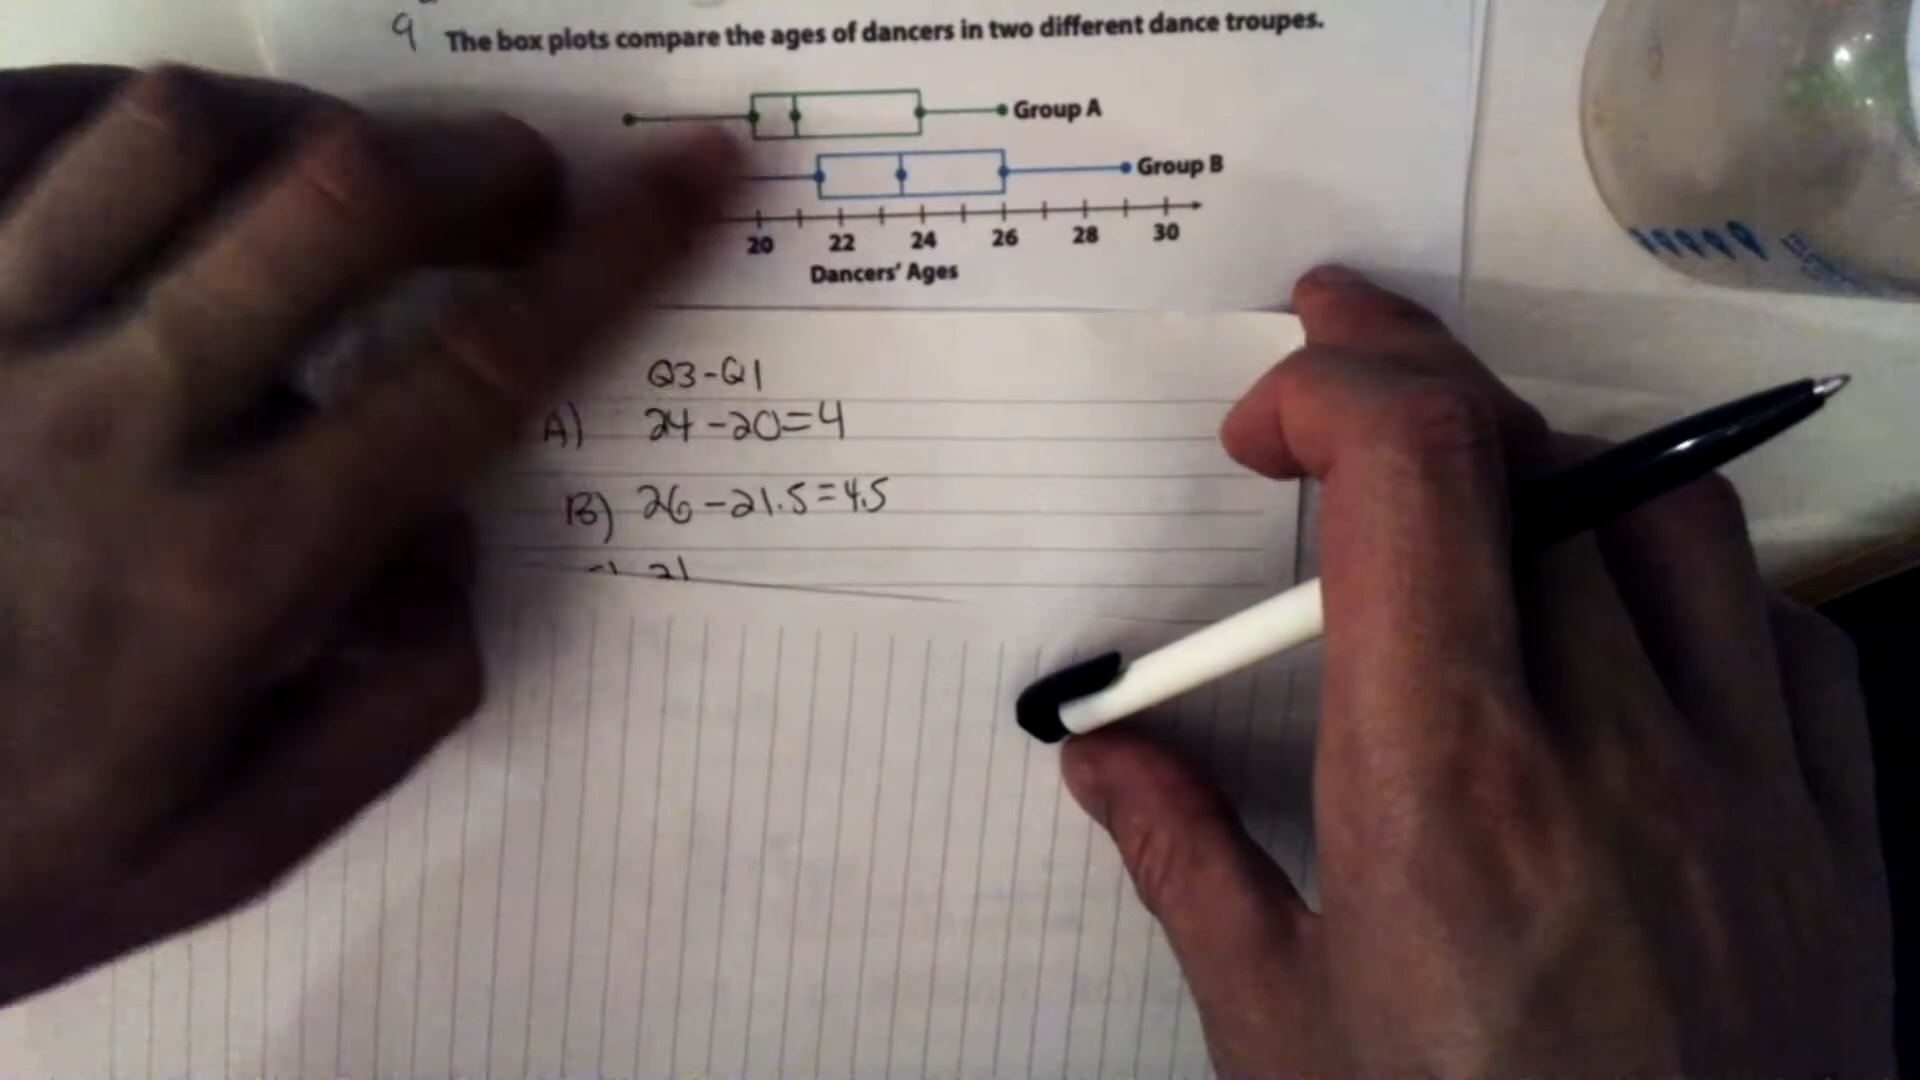 9 The box plots compare the ages of dancers in two different dance troupes.
Group A
Group B
20 22 24 26 28 30
Dancers' Ages
Q3-Q1
A) 24-20=4
B) 26-21.5=4.5
21